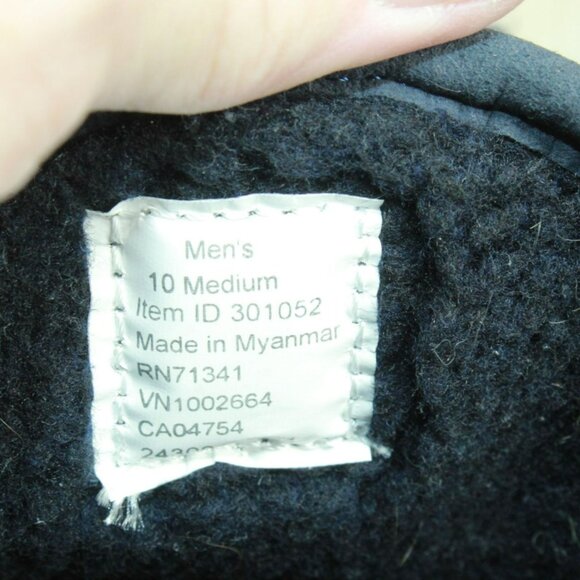 Men's
10 Medium
Item ID 301052
Made in Myanmar
RN71341
VN1002664
CA04754